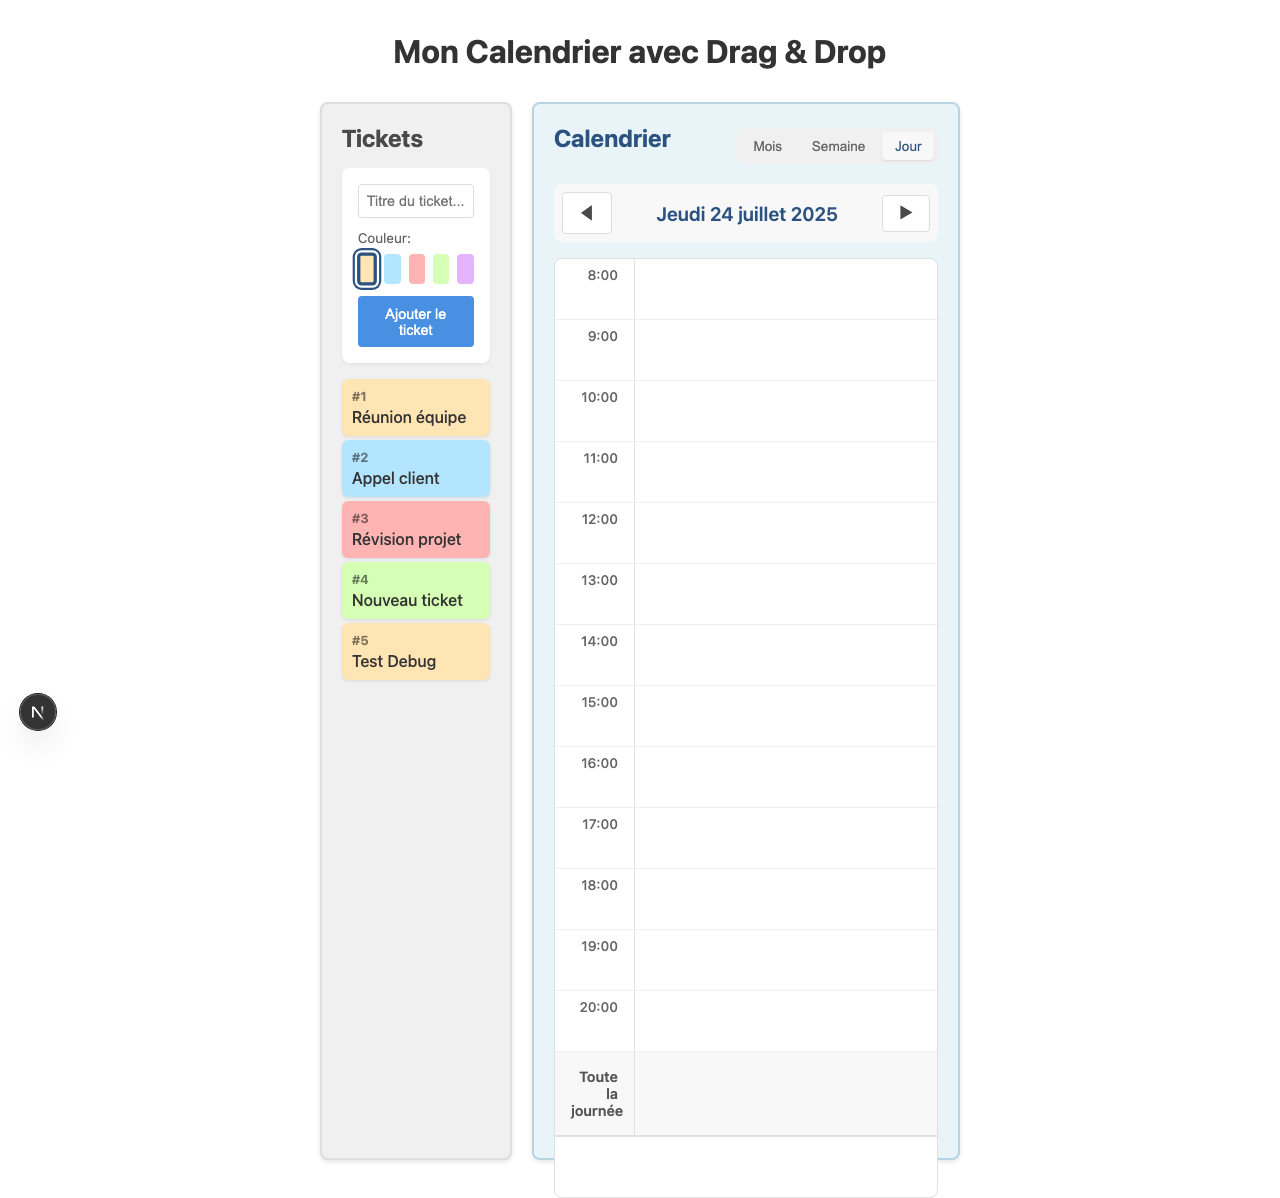 Mon Calendrier avec Drag & Drop
Tickets
Titre du ticket...
Couleur:
Ajouter le
ticket
#1
Réunion équipe
#2
Appel client
#3
Révision projet
#4
Nouveau ticket
#5
Test Debug
N
Calendrier
Mois
Semaine
Jour
Jeudi 24 juillet 2025
8:00
9:00
10:00
11:00
12:00
13:00
14:00
15:00
16:00
17:00
18:00
19:00
20:00
Toute
la
journée